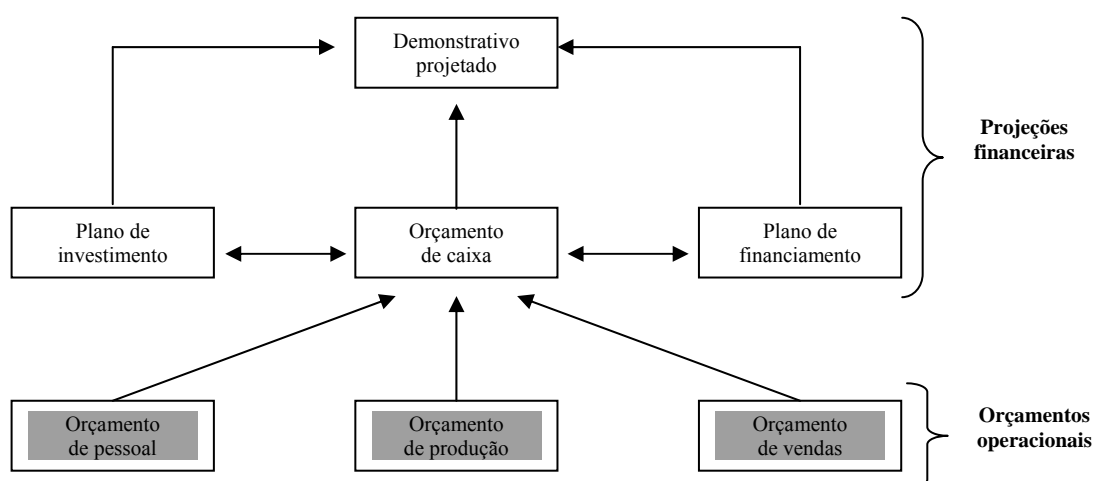 Demonstrativo
projetado
Projeções
financeiras
Plano de
investimento
Orçamento
de caixa
Plano de
financiamento
Orçamento
de pessoal
Orçamento
de produção
Orçamento
de vendas
Orçamentos
operacionais